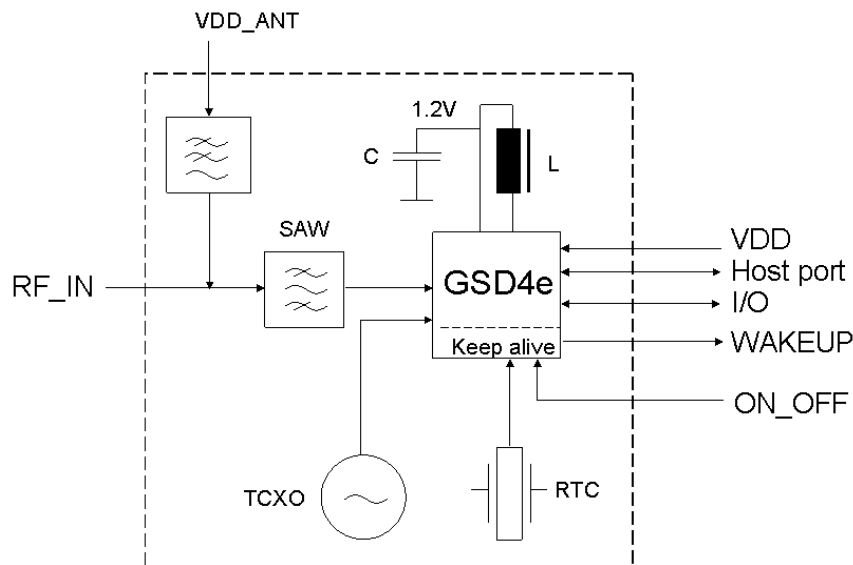 VDD_ANT
1.2V
C
L
SAW
RF_IN
GSD4e
Keep alive
VDD
Host port
I/O
WAKEUP
ON_OFF
TCXO
RTC